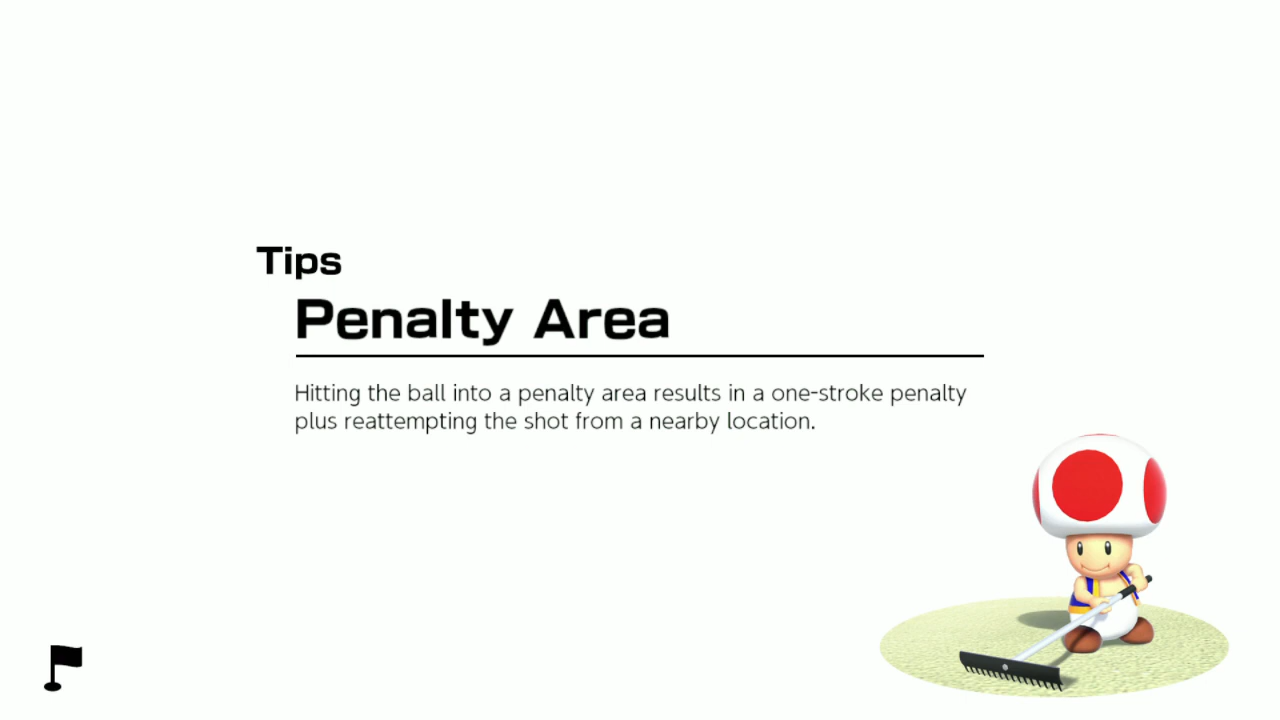 Tips
Penalty Area
Hitting the ball into a penalty area results in a one-stroke penalty
plus reattempting the shot from a nearby location.